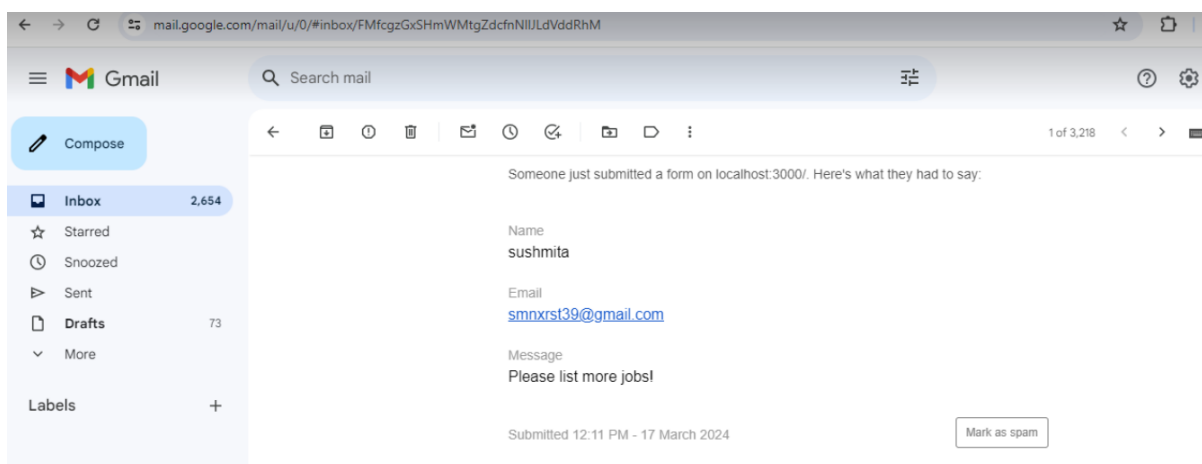 mail.google.com/mail/u/0/#inbox/FMfcgzGxSHmWMtgZdcfnNlIJLdVddRhM
Gmail
Search mail
Compose
1 of 3,218
Someone just submitted a form on localhost:3000/. Here's what they had to say:
Inbox 2,654
Starred
Snoozed
Sent
Drafts 73
More
Labels
Name
sushmita
Email
smnxrst39@gmail.com
Message
Please list more jobs!
Submitted 12:11 PM - 17 March 2024
Mark as spam